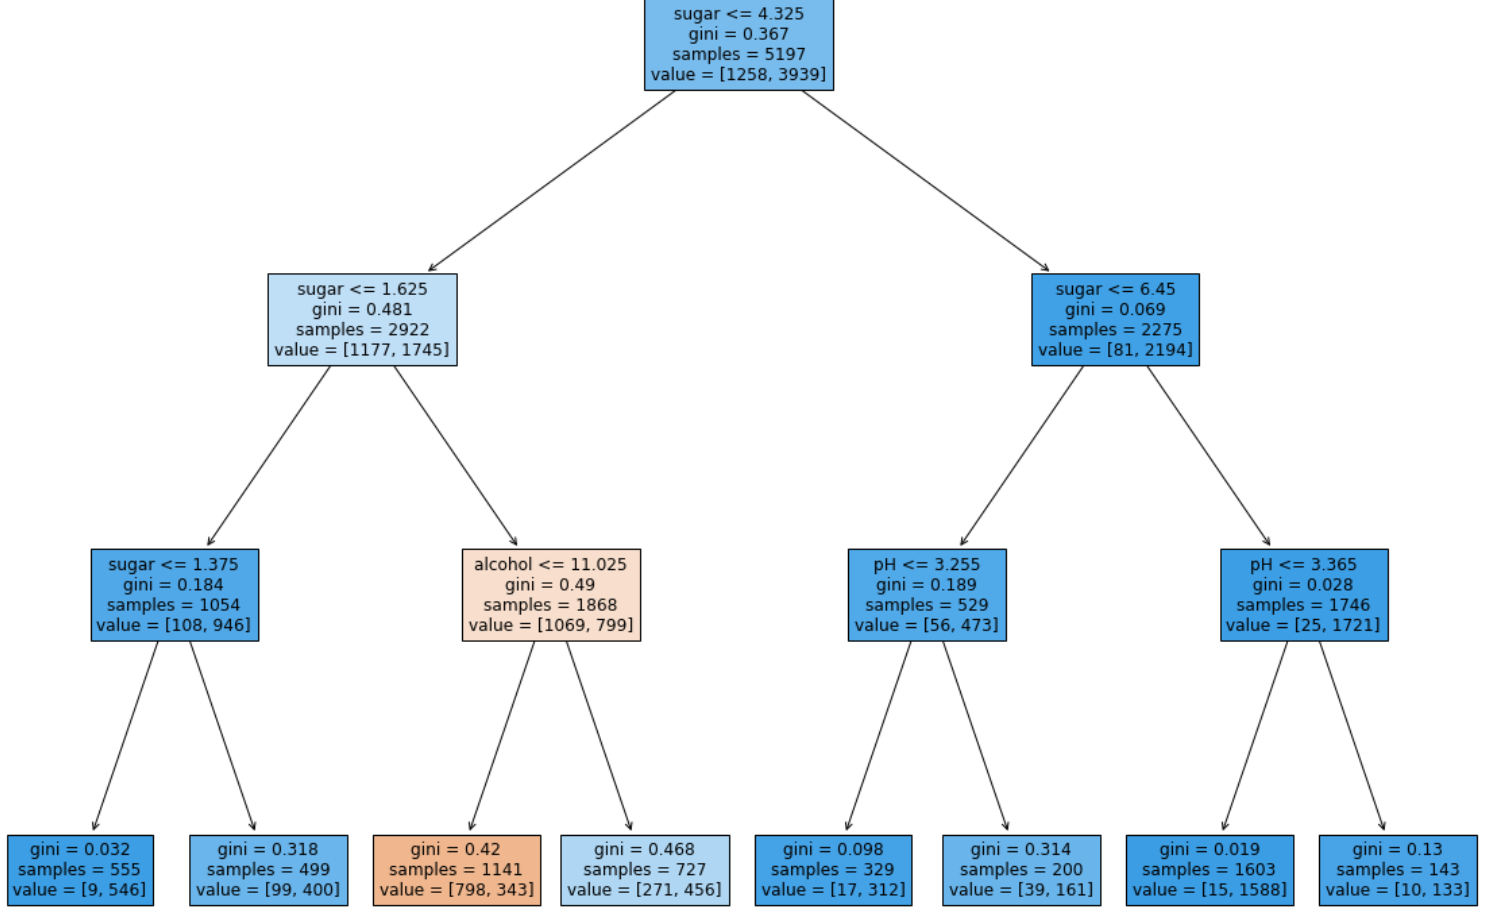 sugar <= 4.325
gini = 0.367
samples = 5197
value = [1258, 3939]
sugar <= 1.625
gini = 0.481
samples = 2922
value = [1177, 1745]
sugar <= 6.45
gini = 0.069
samples = 2275
value = [81, 2194]
sugar <= 1.375
gini = 0.184
samples = 1054
value = [108, 946]
alcohol <= 11.025
gini = 0.49
samples = 1868
value = [1069, 799]
pH <= 3.255
gini = 0.189
samples = 529
value = [56, 473]
pH <= 3.365
gini = 0.028
samples = 1746
value = [25, 1721]
gini = 0.032
samples = 555
value = [9, 546]
gini = 0.318
samples = 499
value = [99, 400]
gini = 0.42
samples = 1141
value = [798, 343]
gini = 0.468
samples = 727
value = [271, 456]
gini = 0.098
samples = 329
value = [17, 312]
gini = 0.314
samples = 200
value = [39, 161]
gini = 0.019
samples = 1603
value = [15, 1588]
gini = 0.13
samples = 143
value = [10, 133]